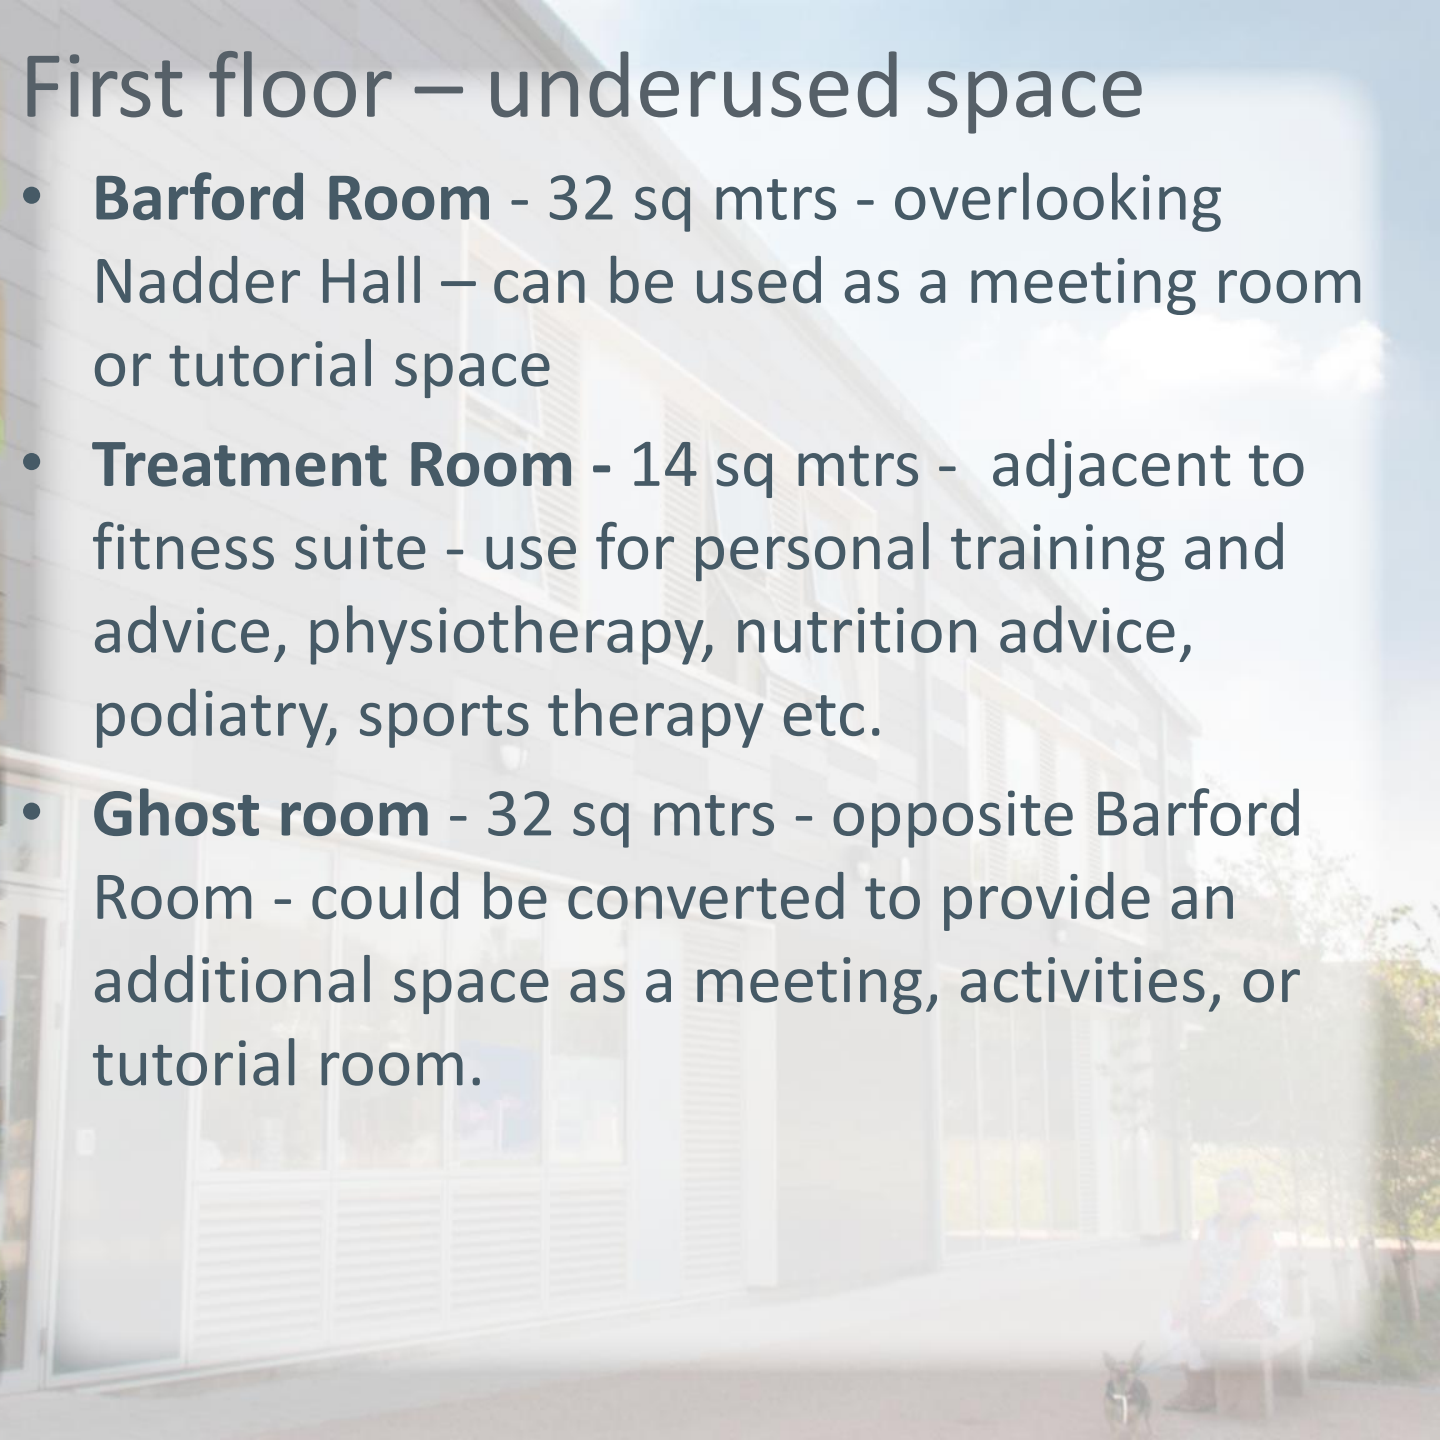 First floor – underused space
• Barford Room - 32 sq mtrs - overlooking
Nadder Hall – can be used as a meeting room
or tutorial space
• Treatment Room - 14 sq mtrs -  adjacent to
fitness suite - use for personal training and
advice, physiotherapy, nutrition advice,
podiatry, sports therapy etc.
• Ghost room - 32 sq mtrs - opposite Barford
Room - could be converted to provide an
additional space as a meeting, activities, or
tutorial room.